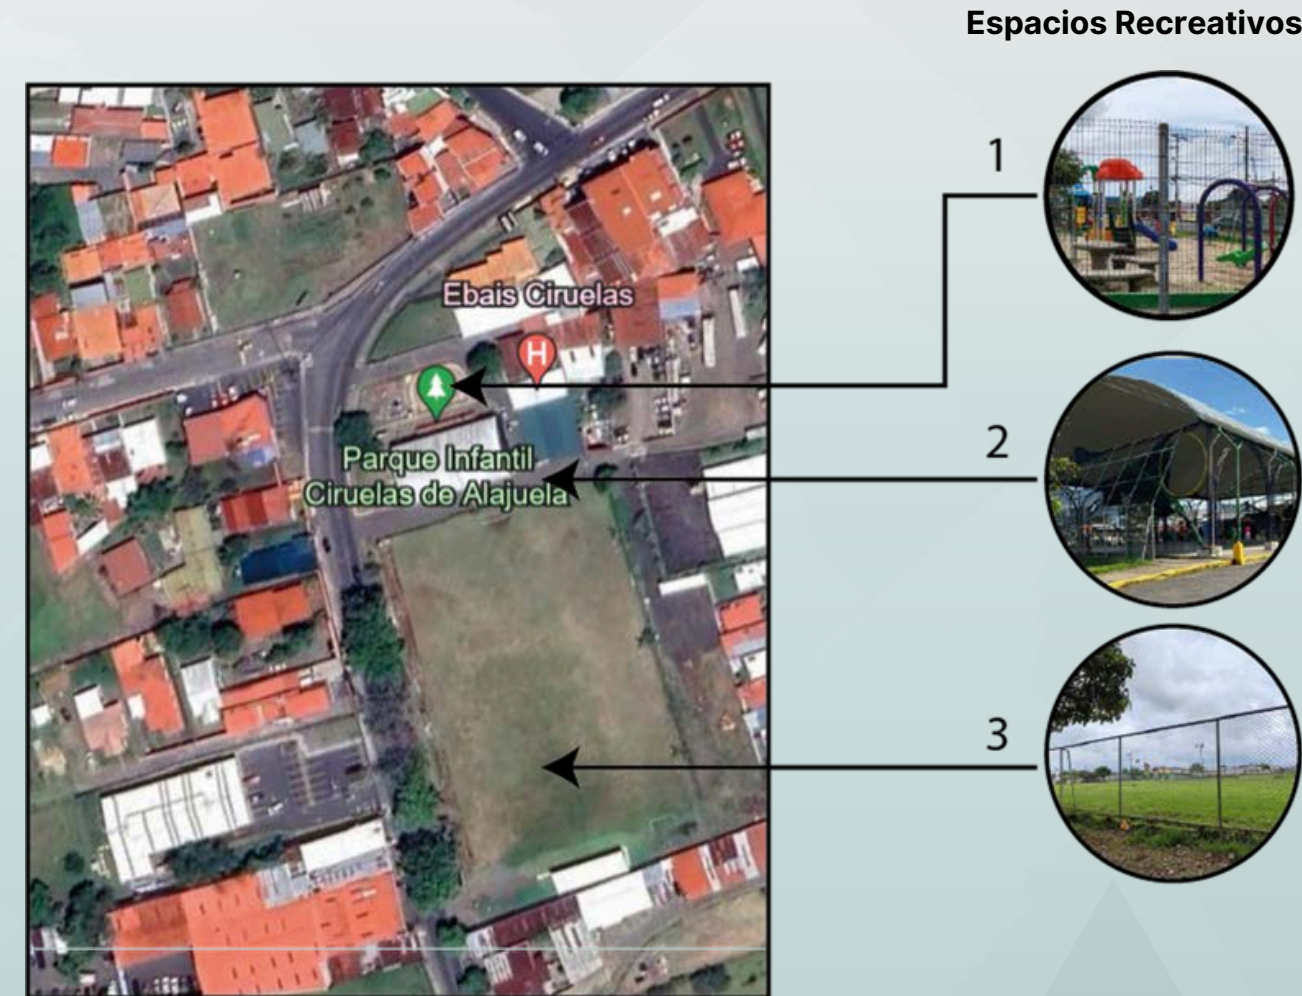 Espacios Recreativos
1
Ebais Ciruelas
H
2
Parque Infantil
Ciruelas de Alajuela
3